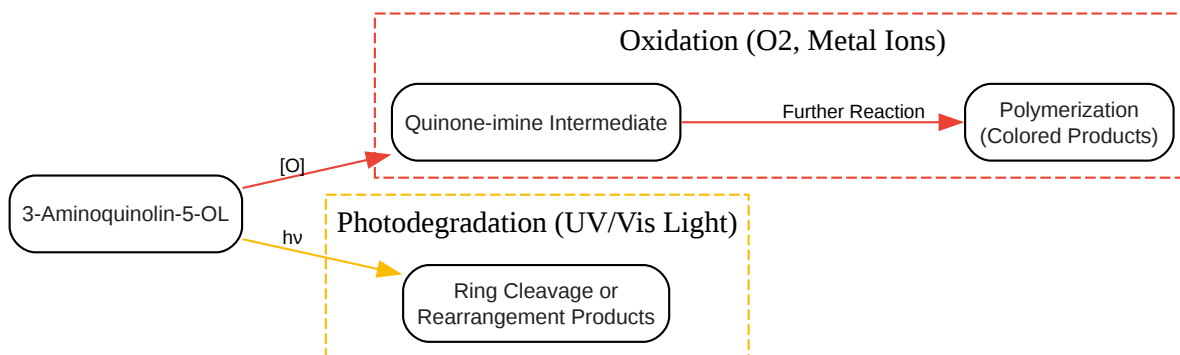 Oxidation (O2, Metal Ions)
Quinone-imine Intermediate
Further Reaction
Polymerization
(Colored Products)
[O]
3-Aminoquinolin-5-OL
hν
Photodegradation (UV/Vis Light)
Ring Cleavage or
Rearrangement Products